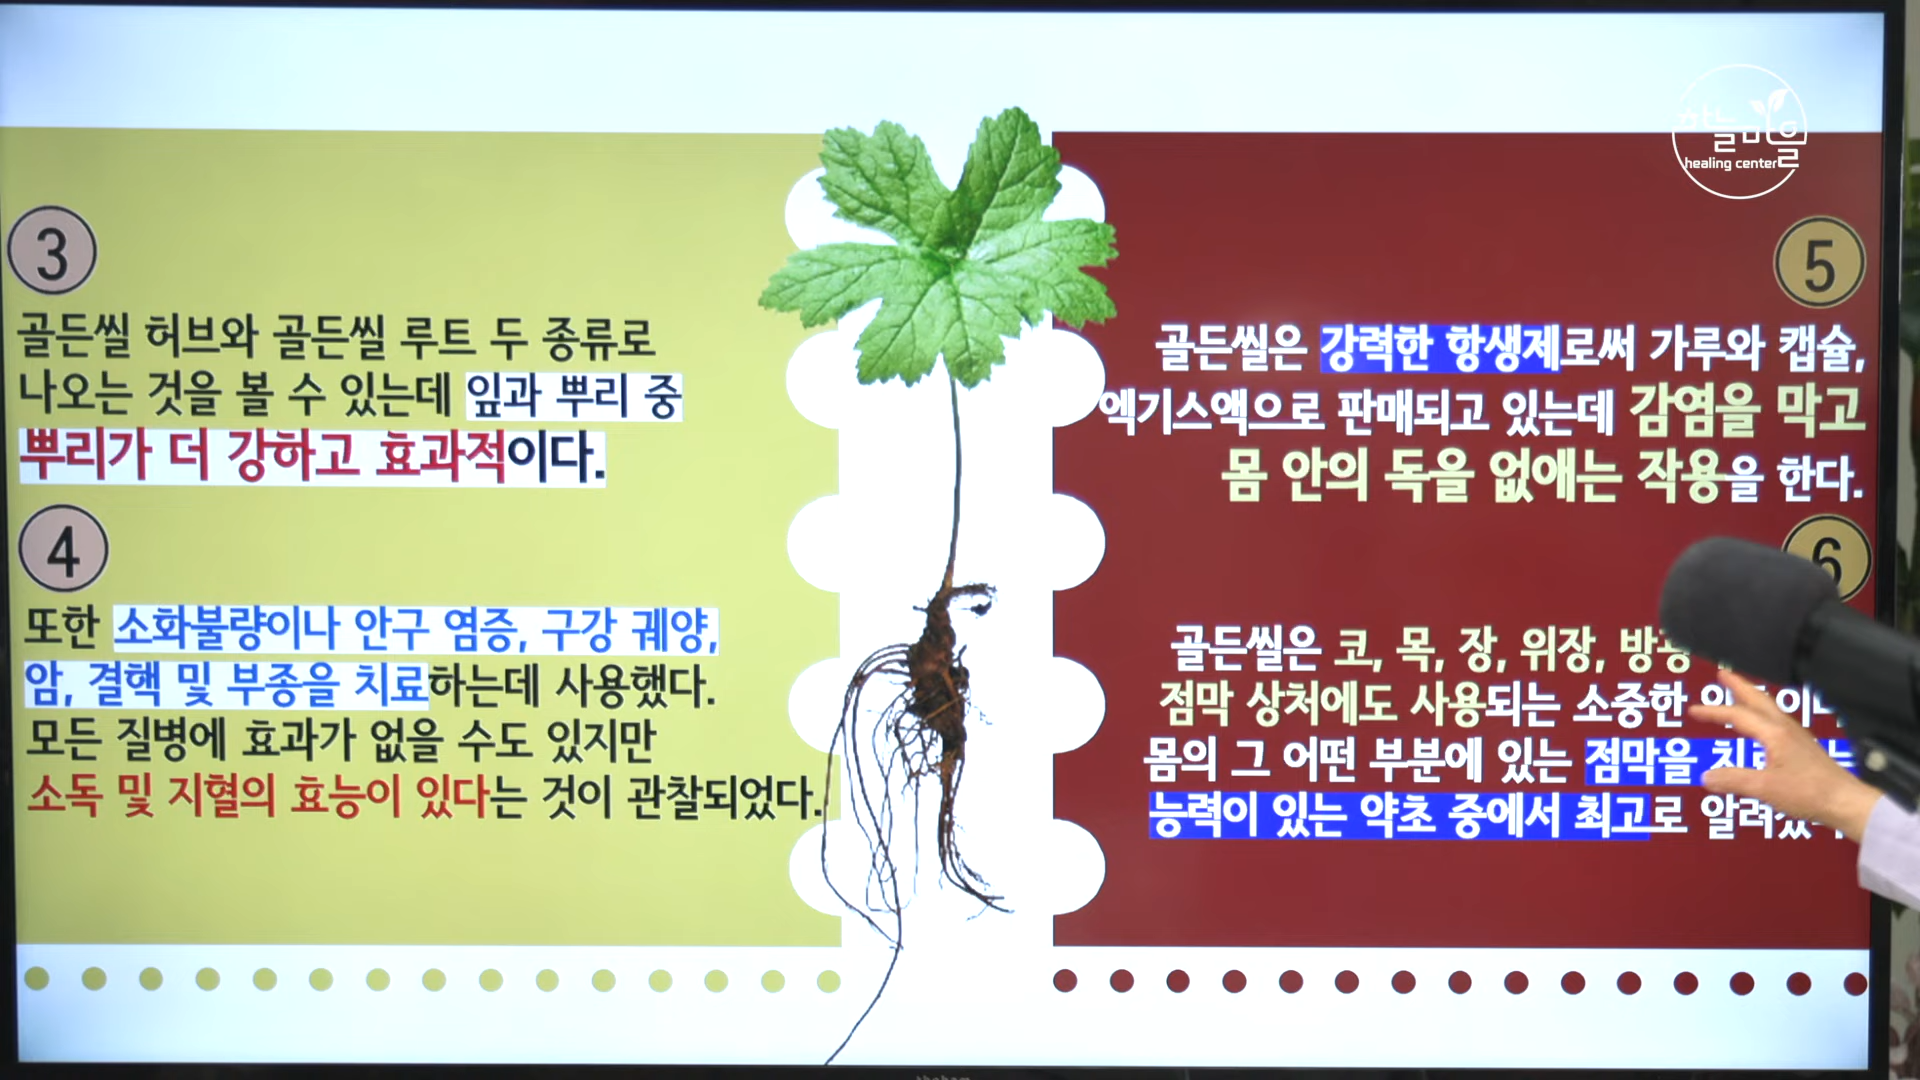 3
골든씰 허브와 골든씰 루트 두 종류로
나오는 것을 볼 수 있는데 잎과 뿌리 중
뿌리가 더 강하고 효과적이다.
4
또한 소화불량이나 안구 염증, 구강 궤양,
암, 결핵 및 부종을 치료하는데 사용했다.
모든 질병에 효과가 없을 수도 있지만
소독 및 지혈의 효능이 있다는 것이 관찰되었다.
하늘마을
healing center
5
골든씰은 강력한 항생제로써 가루와 캡슐,
엑기스액으로 판매되고 있는데 감염을 막고
몸 안의 독을 없애는 작용을 한다.
6
골든씰은 코, 목, 장, 위장, 방광
점막 상처에도 사용되는 소중한
몸의 그 어떤 부분에 있는 점막을
능력이 있는 약초 중에서 최고로